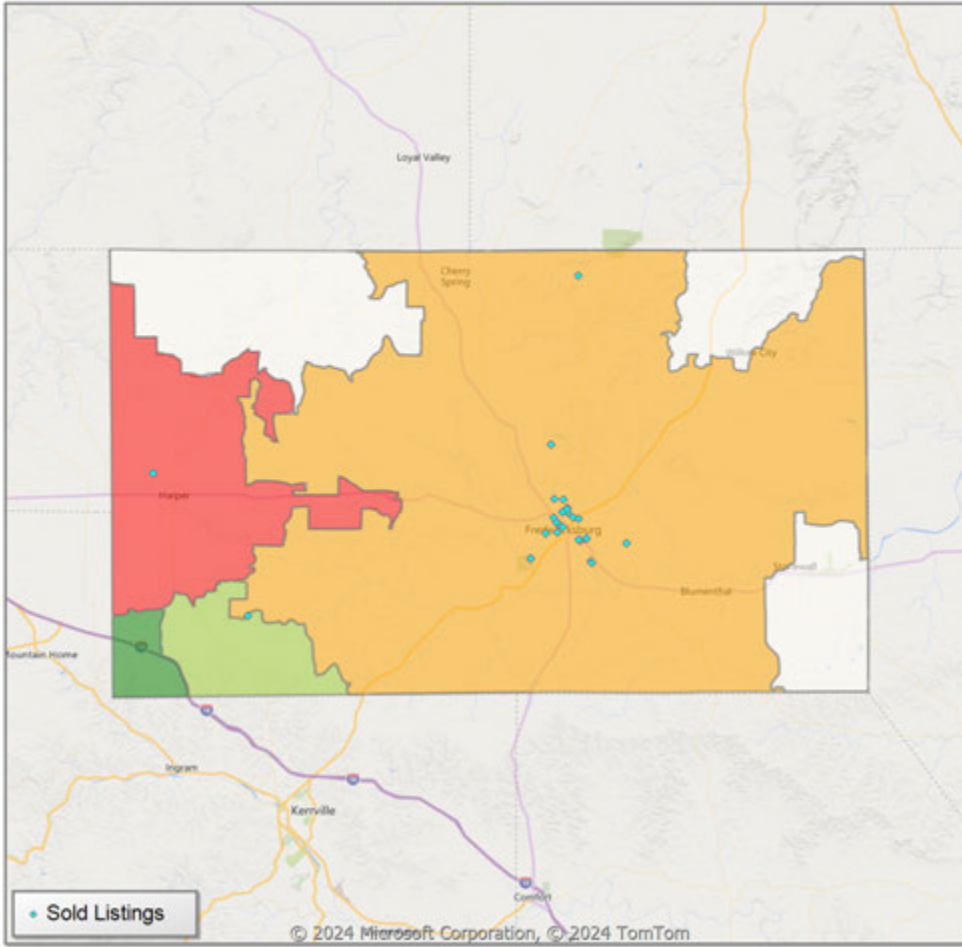 Loyal Valley
Cherry
Spring
Willow City
Harper
Fredericksburg
Stonewall
Blumenthal
Mountain Home
Ingram
Kerrville
Comfort
Sold Listings
© 2024 Microsoft Corporation, © 2024 TomTom